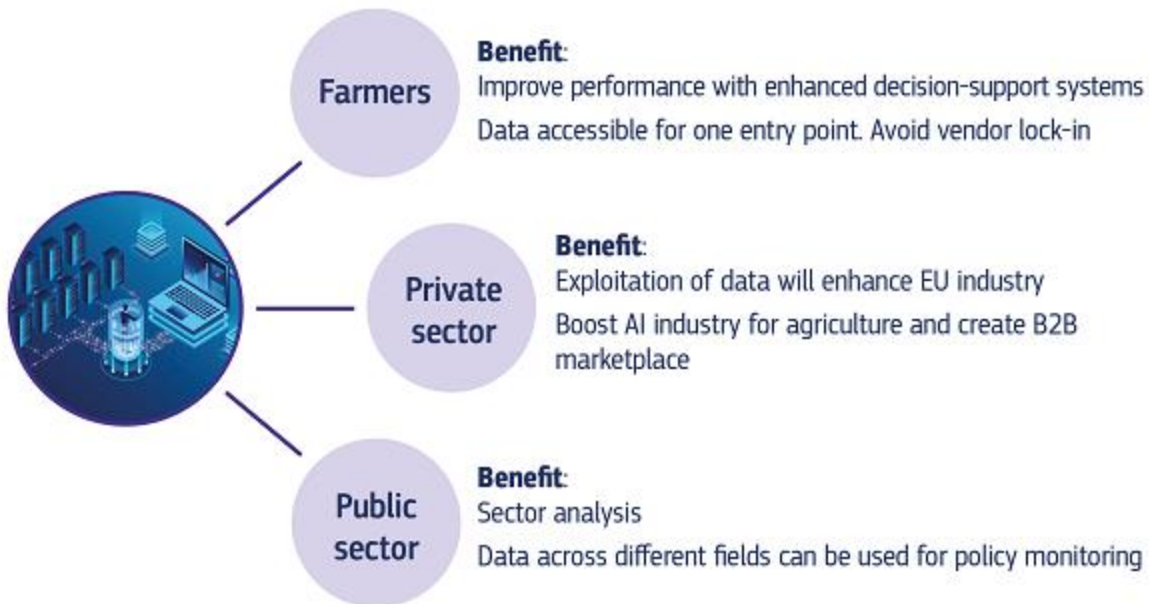 Farmers
Benefit:
Improve performance with enhanced decision-support systems
Data accessible for one entry point. Avoid vendor lock-in
Private
sector
Benefit:
Exploitation of data will enhance EU industry
Boost AI industry for agriculture and create B2B
marketplace
Public
sector
Benefit:
Sector analysis
Data across different fields can be used for policy monitoring